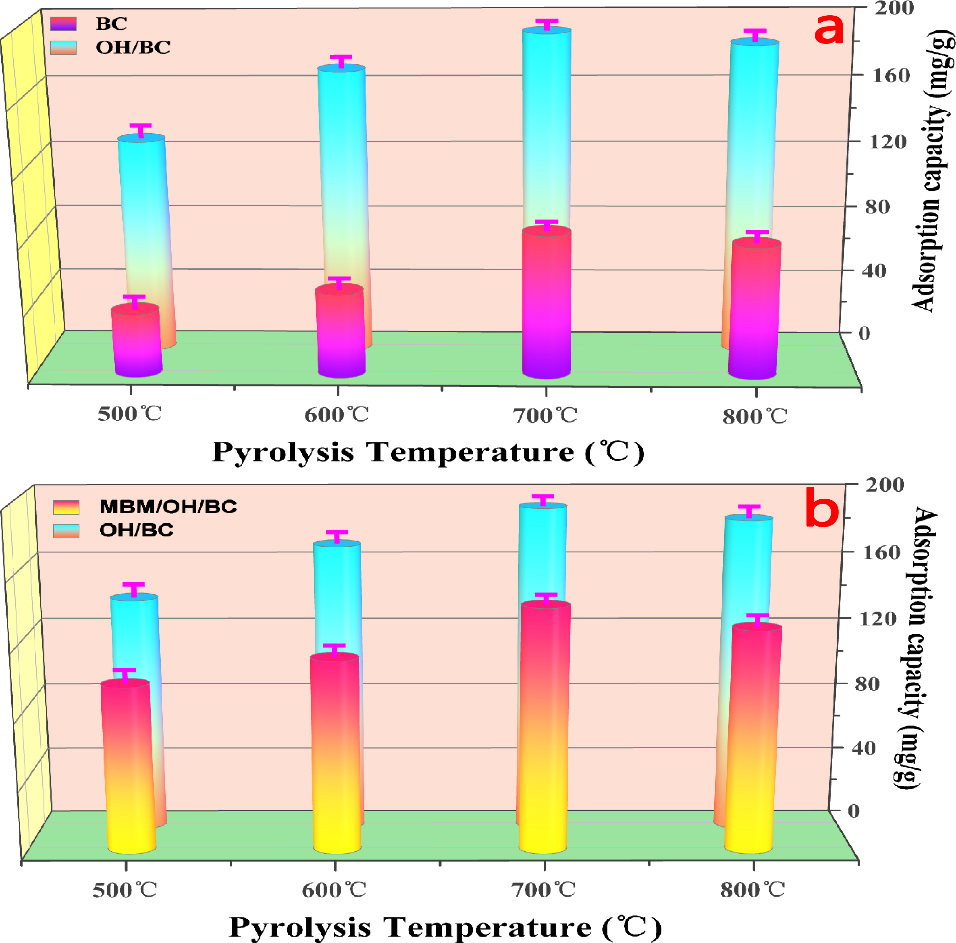 BC
OH/BC
a
200
160
120
80
40
0
Adsorption capacity (mg/g)
500℃ 600℃ 700℃ 800℃
Pyrolysis Temperature (℃)
MBM/OH/BC
OH/BC
b
200
160
120
80
40
0
Adsorption capacity (mg/g)
500℃ 600℃ 700℃ 800℃
Pyrolysis Temperature (℃)